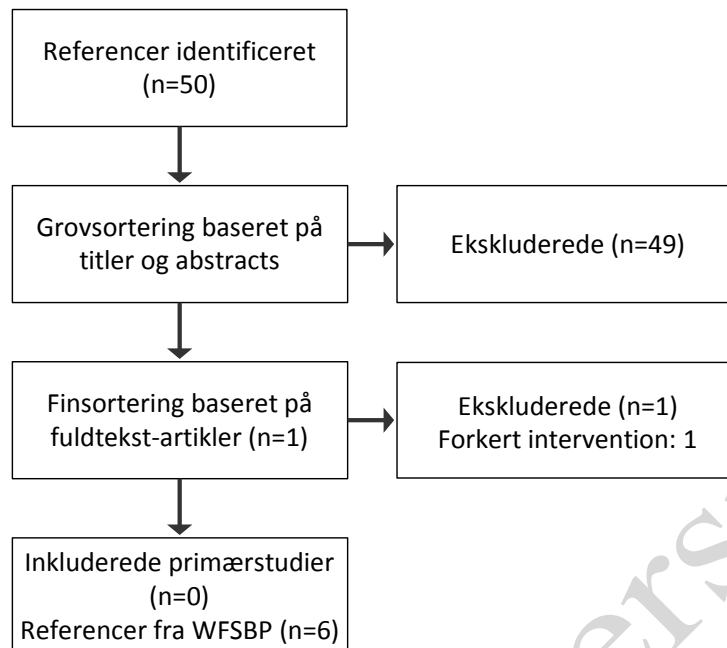 Referencer identificeret
(n=50)
Grovsortering baseret på
titler og abstracts
Ekskluderede (n=49)
Finsortering baseret på
fuldtekst-artikler (n=1)
Ekskluderede (n=1)
Forkert intervention: 1
Inkluderede primærstudier
(n=0)
Referencer fra WFSBP (n=6)
ers